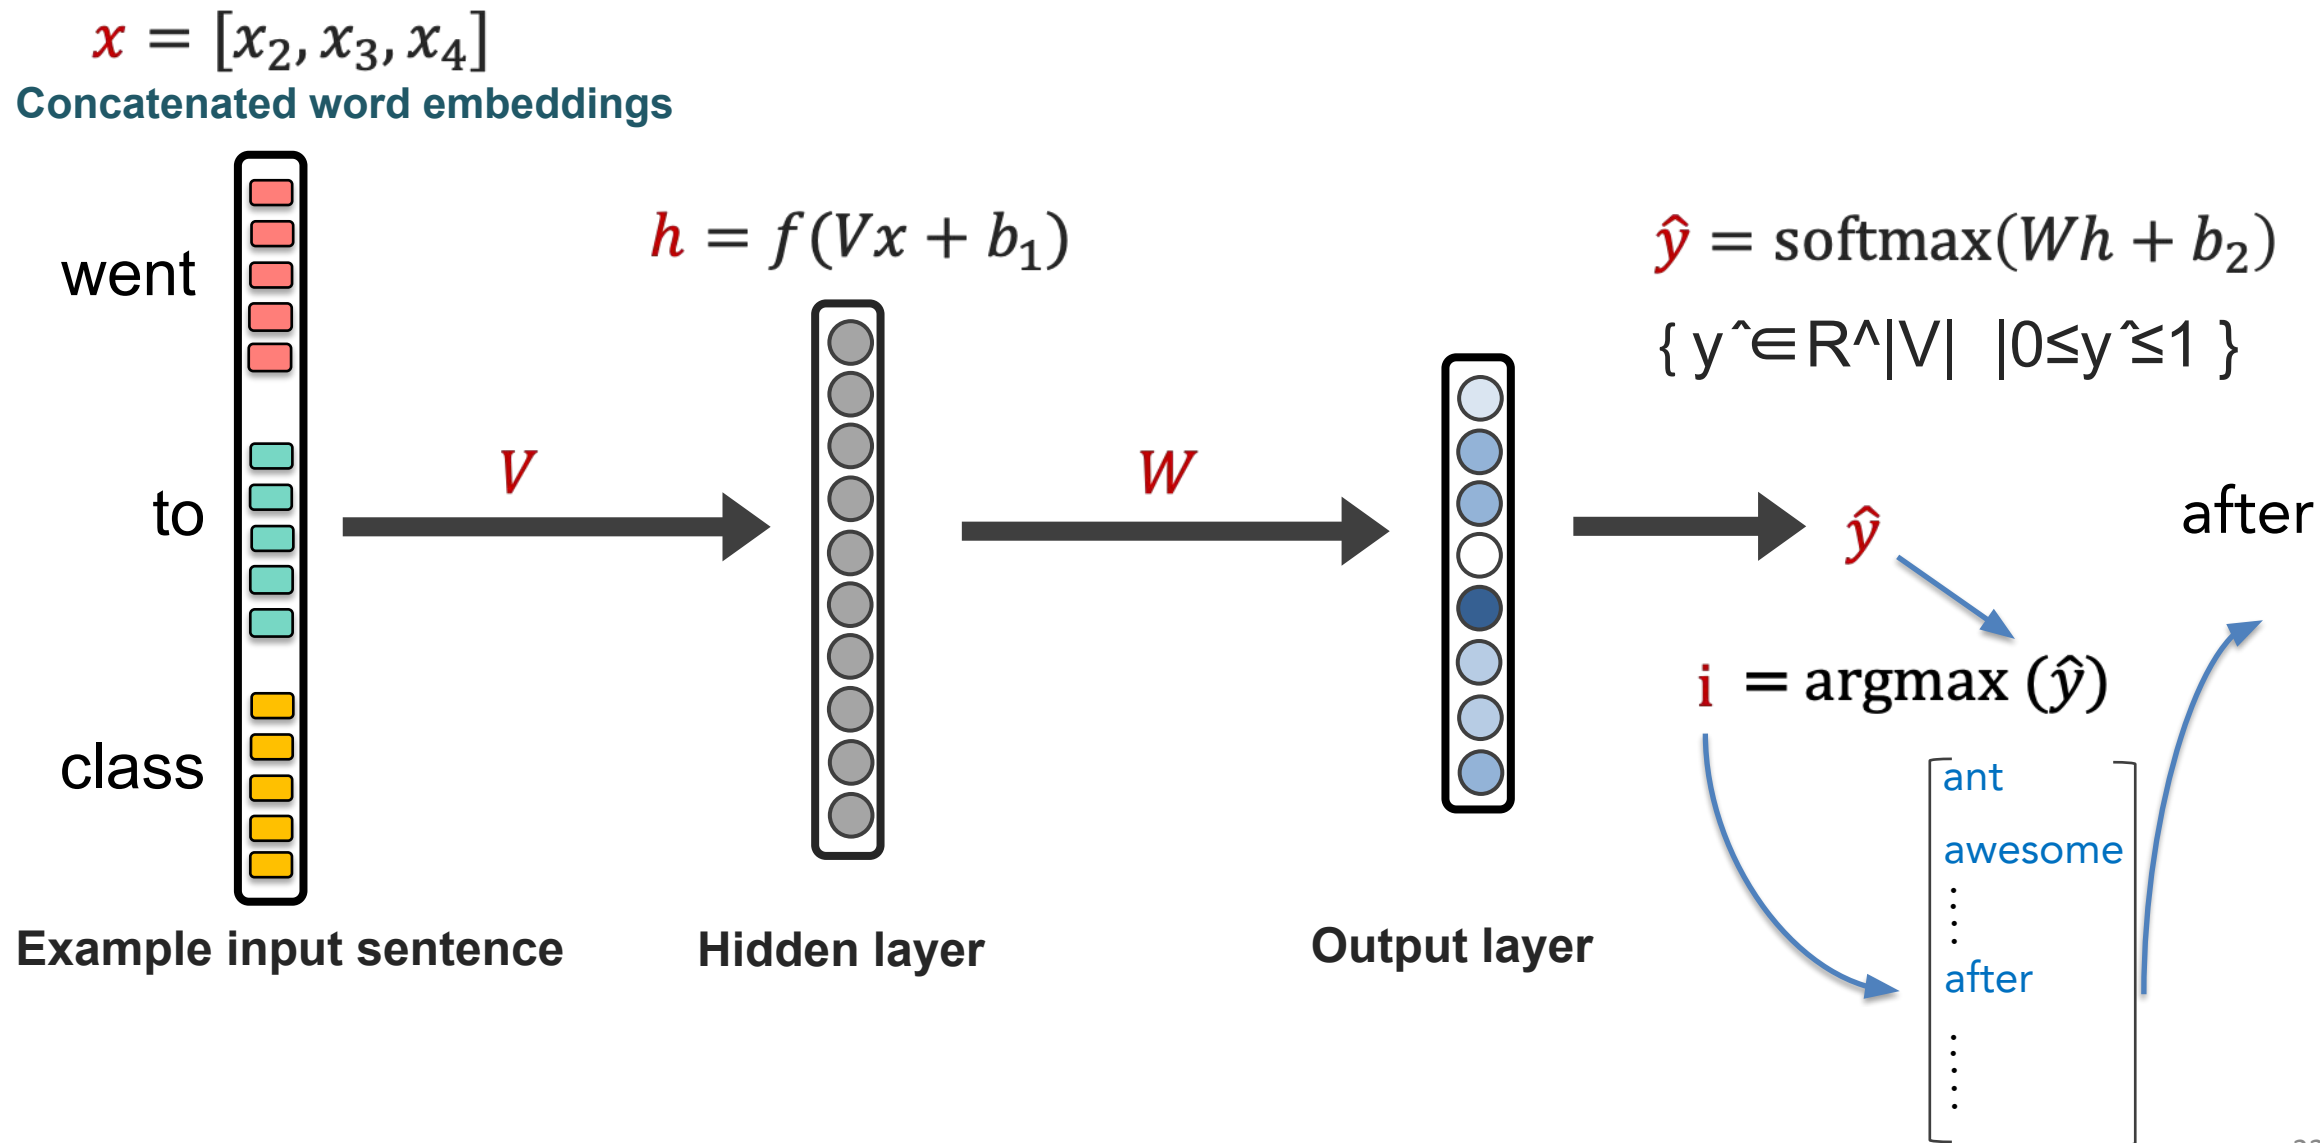 x = [x₂, x₃, x₄]
Concatenated word embeddings
went
to
class
Example input sentence
h = f(Vx + b₁)
V
Hidden layer
W
Output layer
ŷ = softmax(Wh + b₂)
{ yˆ∈R^|V| |0≤yˆ≤1 }
ŷ
after
i = argmax (ŷ)
ant
awesome
after